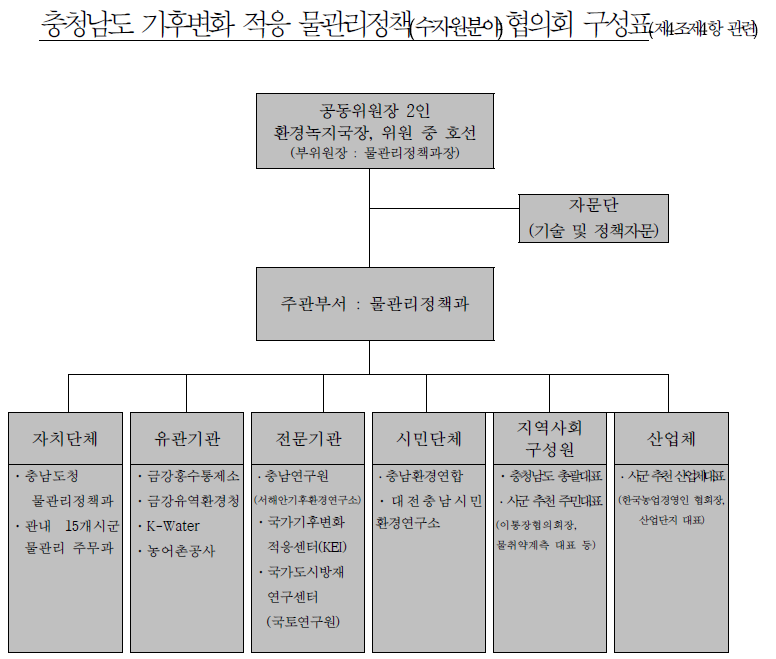 충청남도 기후변화 적응 물관리정책(수자원분야) 협의회 구성표(제4조제4항 관련)
공동위원장 2인
환경녹지국장, 위원 중 호선
(부위원장 : 물관리정책과장)
자문단
(기술 및 정책자문)
주관부서 : 물관리정책과
자치단체
· 충남도청
물관리정책과
· 관내 15개시군
물관리 주무과
유관기관
· 금강홍수통제소
· 금강유역환경청
· K-Water
· 농어촌공사
전문기관
· 충남연구원
(서해안기후환경연구소)
· 국가기후변화
적응센터(KEI)
· 국가도시방재
연구센터
(국토연구원)
시민단체
· 충남환경연합
· 대전충남시민
환경연구소
지역사회
구성원
· 충청남도 총괄대표
· 시군 추천 주민대표
(이통장협의회장,
물취약계측 대표 등)
산업체
· 시군 추천 산업체대표
(한국농업경영인 협회장,
산업단지 대표)